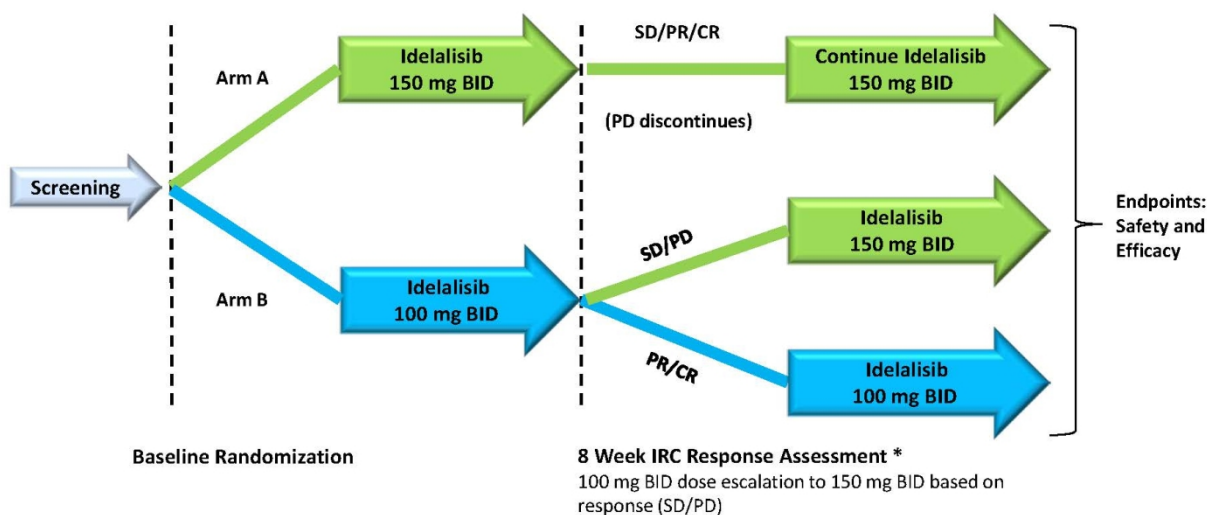 Screening
Arm A
Idelalisib
150 mg BID
SD/PR/CR
(PD discontinues)
Continue Idelalisib
150 mg BID
Arm B
Idelalisib
100 mg BID
SD/PD
Idelalisib
150 mg BID
PR/CR
Idelalisib
100 mg BID
Endpoints:
Safety and
Efficacy
Baseline Randomization
8 Week IRC Response Assessment *
100 mg BID dose escalation to 150 mg BID based on
response (SD/PD)